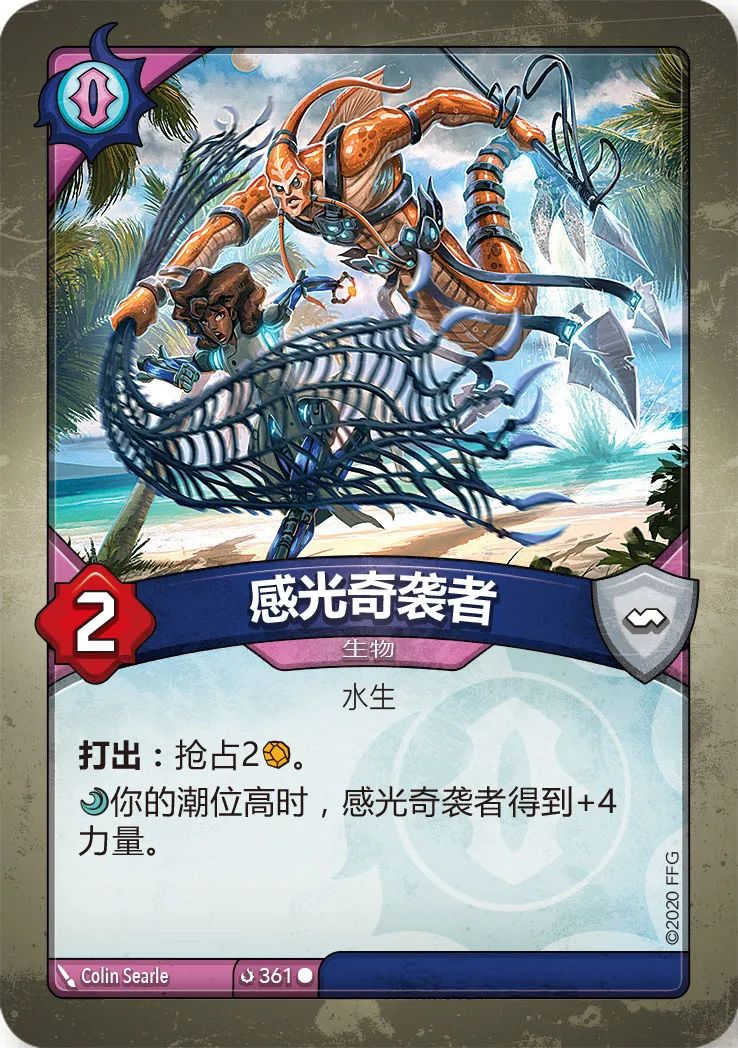 感光奇袭者
2
生物
水生
打出：抢占2。
你的潮位高时，感光奇袭者得到+4
力量。
©2020 FFG
Colin Searle
361